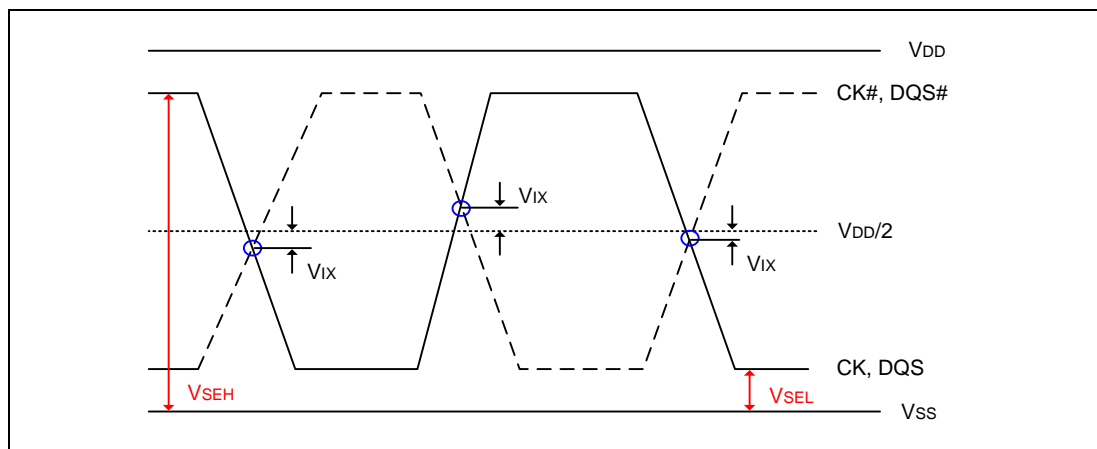 VDD
CK#, DQS#
VIX
VDD/2
VIX
VIX
CK, DQS
VSEH
VSEL
VSS